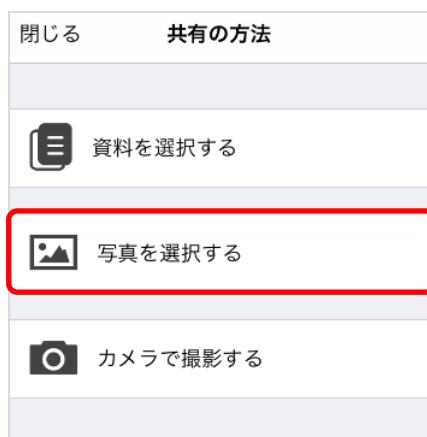 閉じる 共有の方法
資料を選択する
写真を選択する
カメラで撮影する